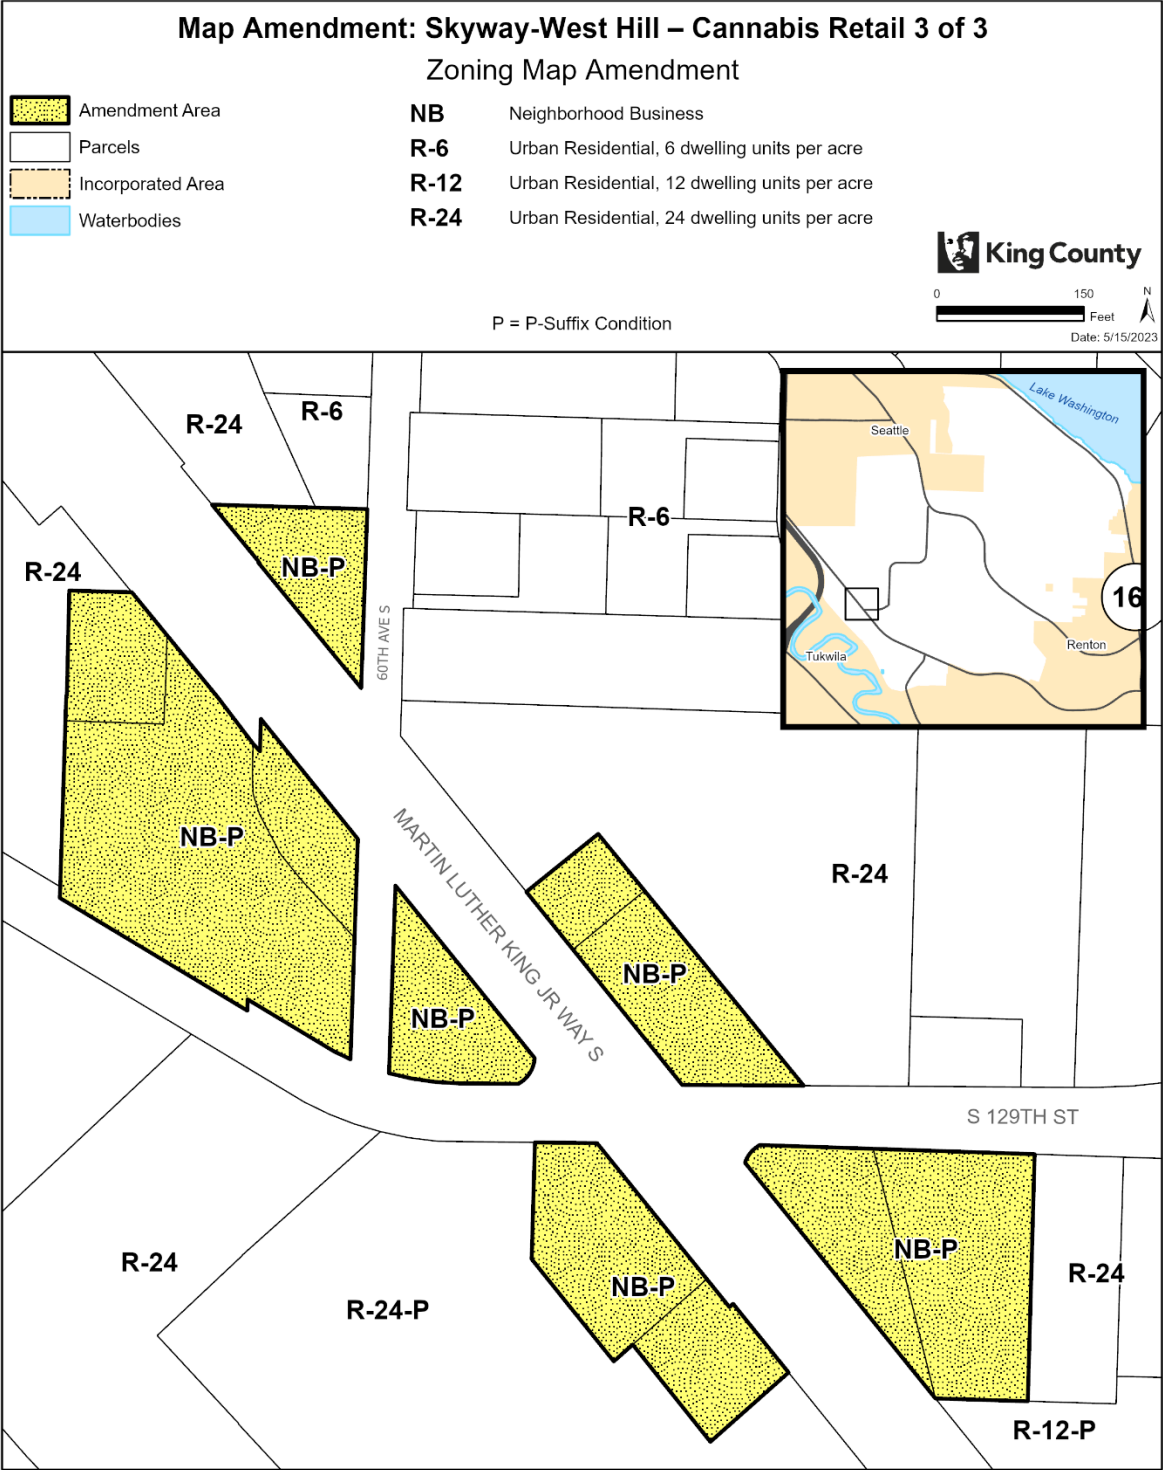 Map Amendment: Skyway-West Hill – Cannabis Retail 3 of 3
Zoning Map Amendment
Amendment Area
Parcels
Incorporated Area
Waterbodies
NB Neighborhood Business
R-6 Urban Residential, 6 dwelling units per acre
R-12 Urban Residential, 12 dwelling units per acre
R-24 Urban Residential, 24 dwelling units per acre
P = P-Suffix Condition
King County
0 150
Feet
N
Date: 5/15/2023
R-24
R-6
Lake Washington
Seattle
R-6
NB-P
R-24
60TH AVE S
16
Renton
Tukwila
NB-P
MARTIN LUTHER KING JR WAY S
R-24
NB-P
NB-P
S 129TH ST
R-24
NB-P
NB-P
R-24
R-24-P
R-12-P